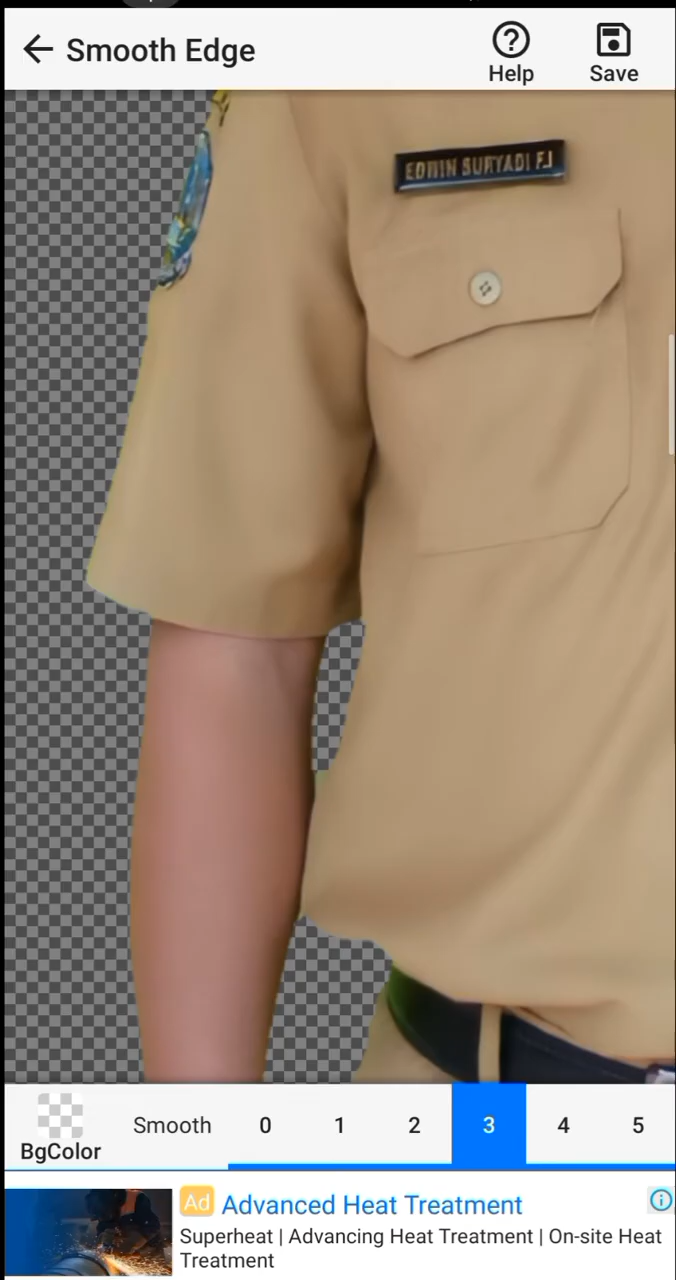 Smooth Edge
Help
Save
EDWIN SURYADI F.J
BgColor
Smooth
0
1
2
3
4
5
Ad
Advanced Heat Treatment
Superheat | Advancing Heat Treatment | On-site Heat
Treatment